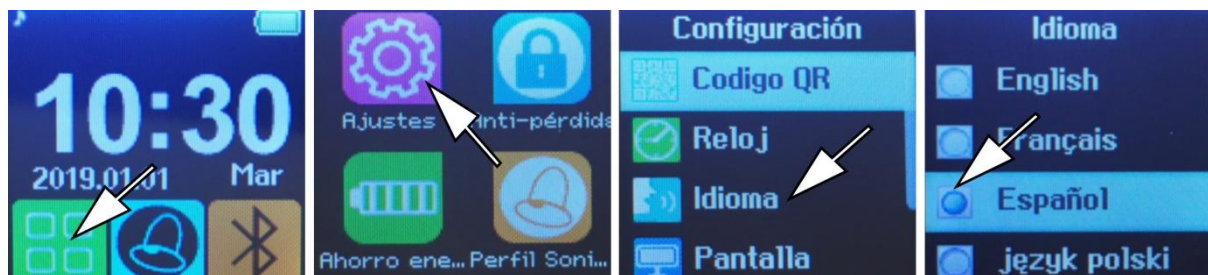 10:30
2019.01.01 Mar
Ajustes
Anti-pérdida
Ahorro ene...
Perfil Soni...
Configuración
Codigo QR
Reloj
Idioma
Pantalla
Idioma
English
Français
Español
język polski